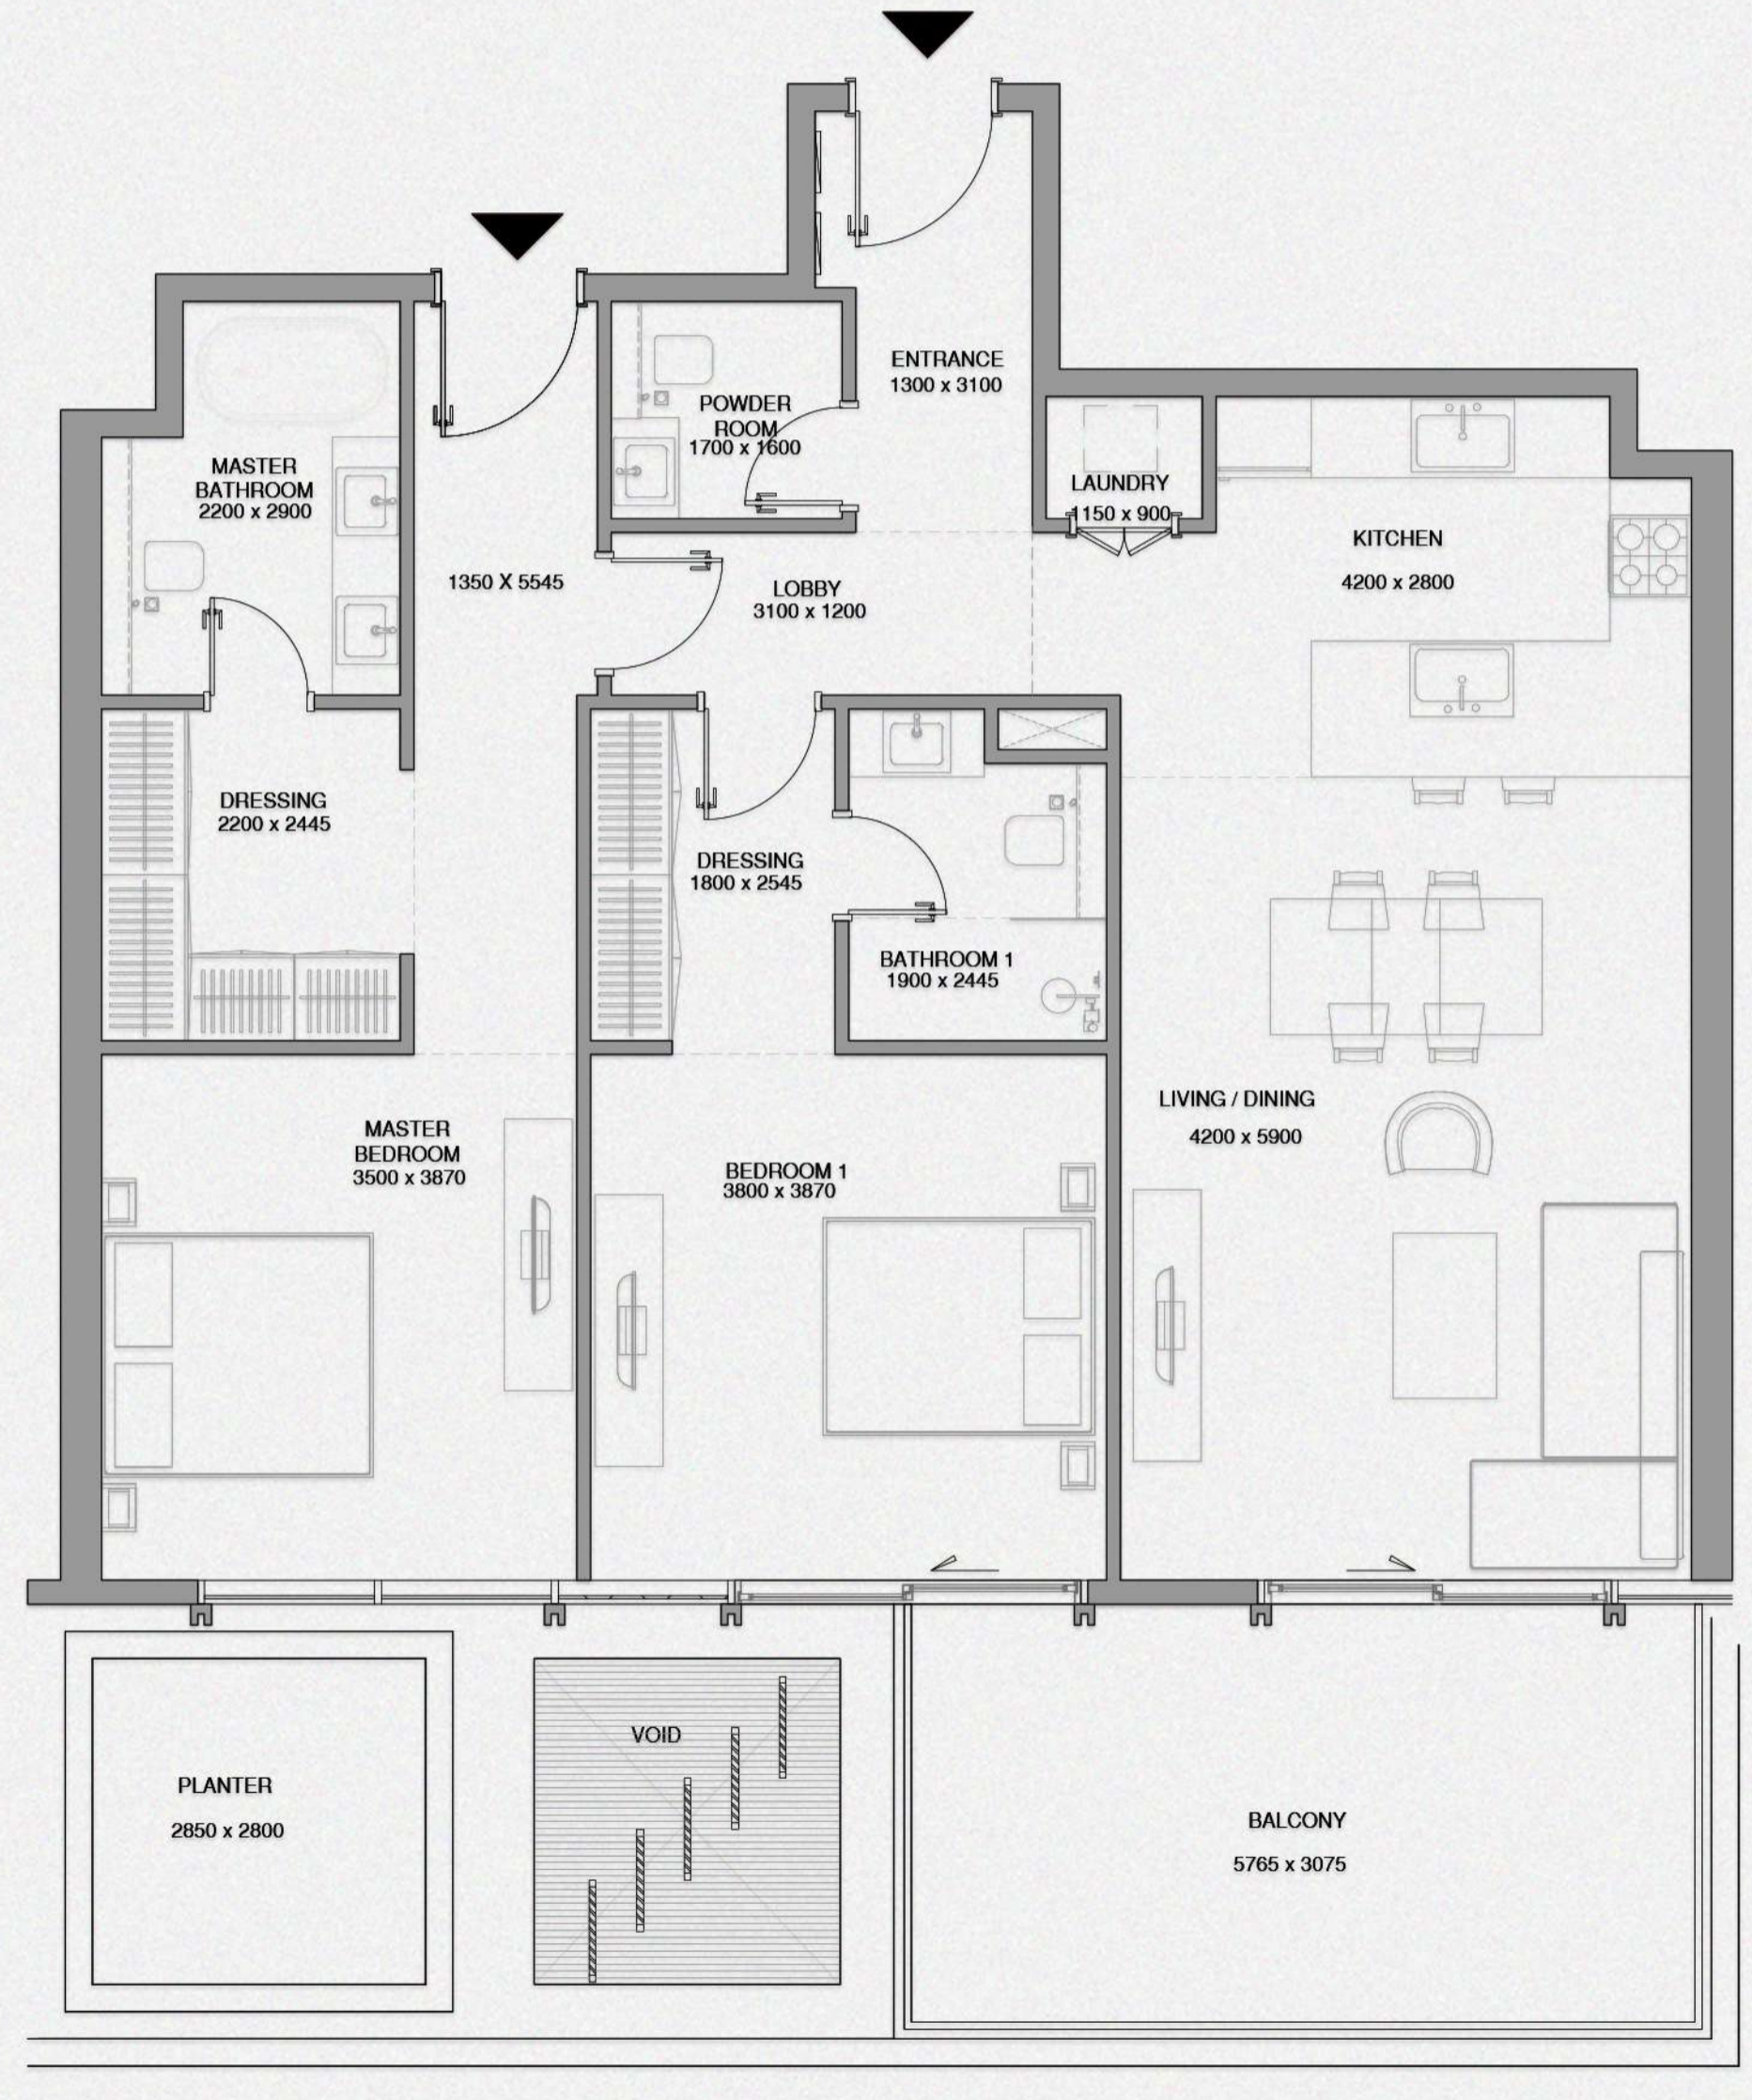 ENTRANCE
1300 x 3100
POWDER
ROOM
1700 x 1600
MASTER
BATHROOM
2200 x 2900
LAUNDRY
1150 x 900
KITCHEN
4200 x 2800
1350 X 5545
LOBBY
3100 x 1200
DRESSING
2200 x 2445
DRESSING
1800 x 2545
BATHROOM 1
1900 x 2445
LIVING / DINING
4200 x 5900
MASTER
BEDROOM
3500 x 3870
BEDROOM 1
3800 x 3870
VOID
PLANTER
2850 x 2800
BALCONY
5765 x 3075